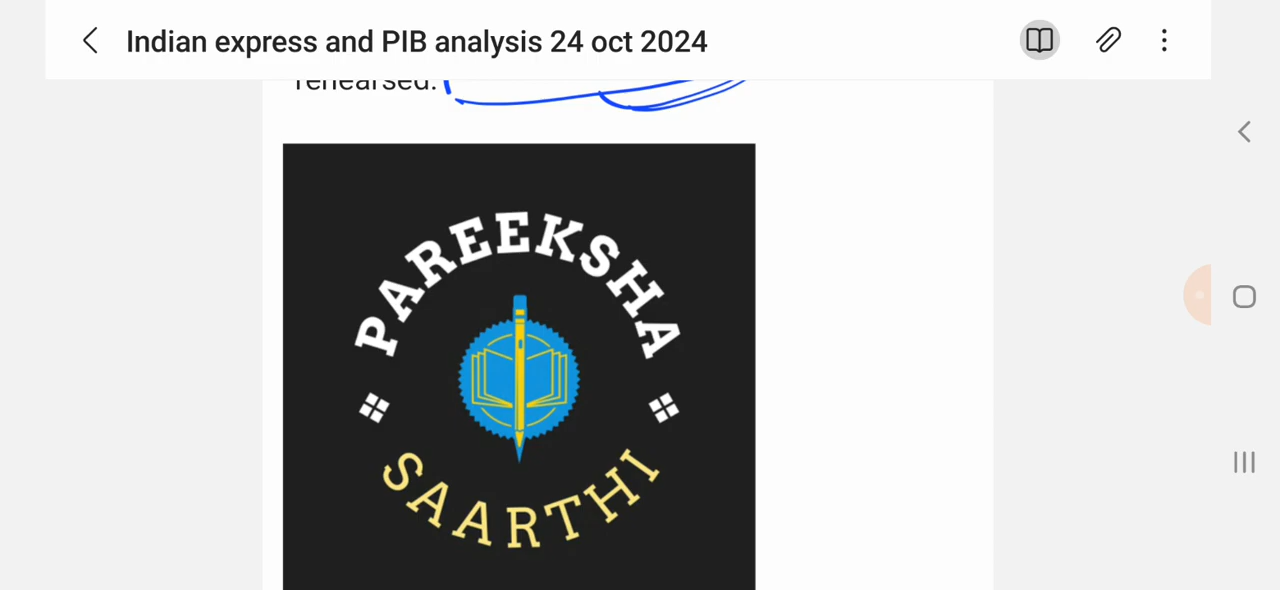 Indian express and PIB analysis 24 oct 2024
rehearsed.
PAREEKSHA
SAARTHI